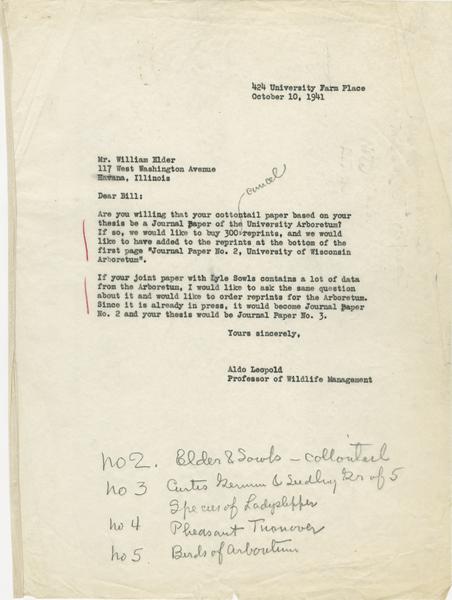 424 University Farm Place
October 10, 1941
Mr. William Elder
117 West Washington Avenue
Havana, Illinois
cancel
Dear Bill:
Are you willing that your cottontail paper based on your
thesis be a Journal Paper of the University Arboretum?
If so, we would like to buy 300 reprints, and we would
like to have added to the reprints at the bottom of the
first page "Journal Paper No. 2, University of Wisconsin
Arboretum".
If your joint paper with Lyle Sowls contains a lot of data
from the Arboretum, I would like to ask the same question
about it and would like to order reprints for the Arboretum.
Since it is already in press, it would become Journal Paper
No. 2 and your thesis would be Journal Paper No. 3.
Yours sincerely,
Aldo Leopold
Professor of Wildlife Management
no 2. Elder & Sowls - cottontail
no 3 Curtis Germin & Seedling Gr of 5
Species of Ladyslipper
no 4 Pheasant Turnover
no 5 Birds of Arboretum